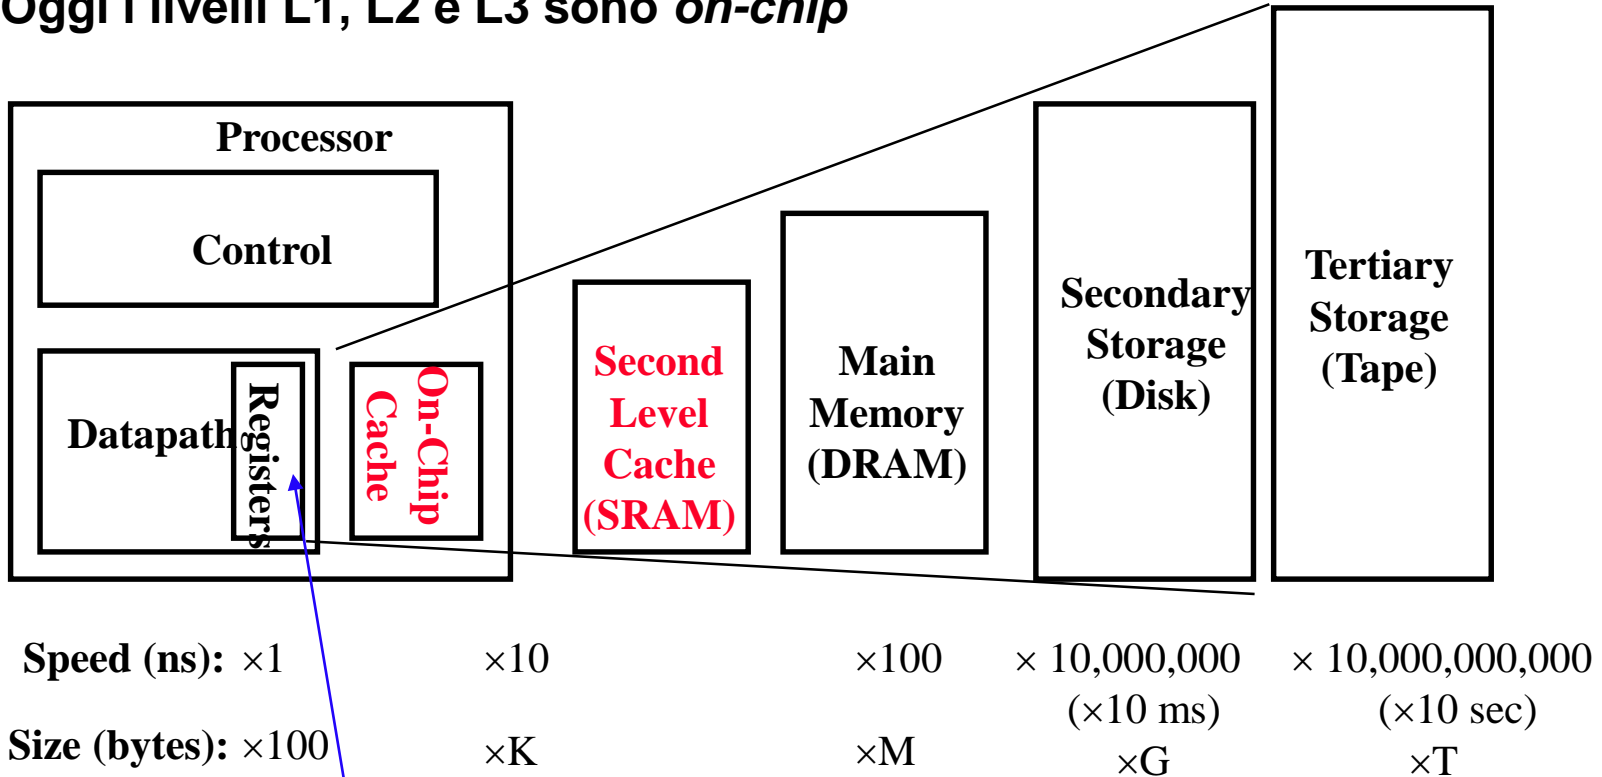 Oggi i livelli L1, L2 e L3 sono on-chip
Processor
Control
Datapath
Registers
On-Chip
Cache
Second
Level
Cache
(SRAM)
Main
Memory
(DRAM)
Secondary
Storage
(Disk)
Tertiary
Storage
(Tape)
Speed (ns): ×1 ×10 ×100 × 10,000,000 × 10,000,000,000
(×10 ms) (×10 sec)
Size (bytes): ×100 ×K ×M ×G ×T